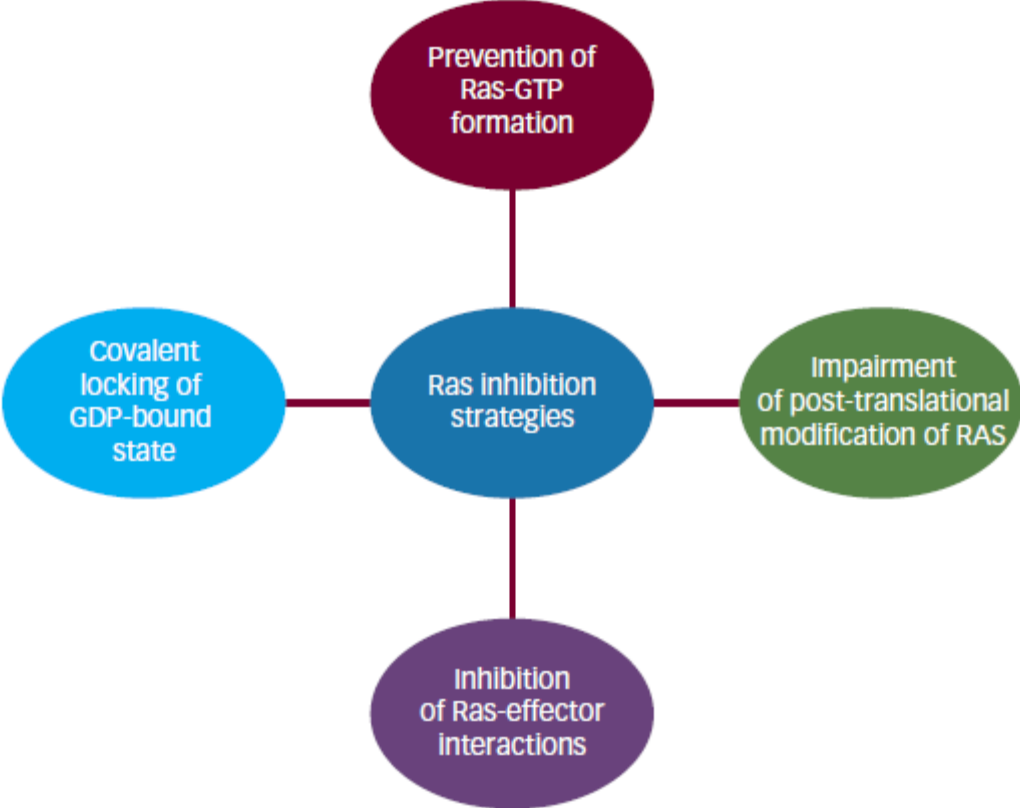 Prevention of
Ras-GTP
formation
Covalent
locking of
GDP-bound
state
Ras inhibition
strategies
Impairment
of post-translational
modification of RAS
Inhibition
of Ras-effector
interactions